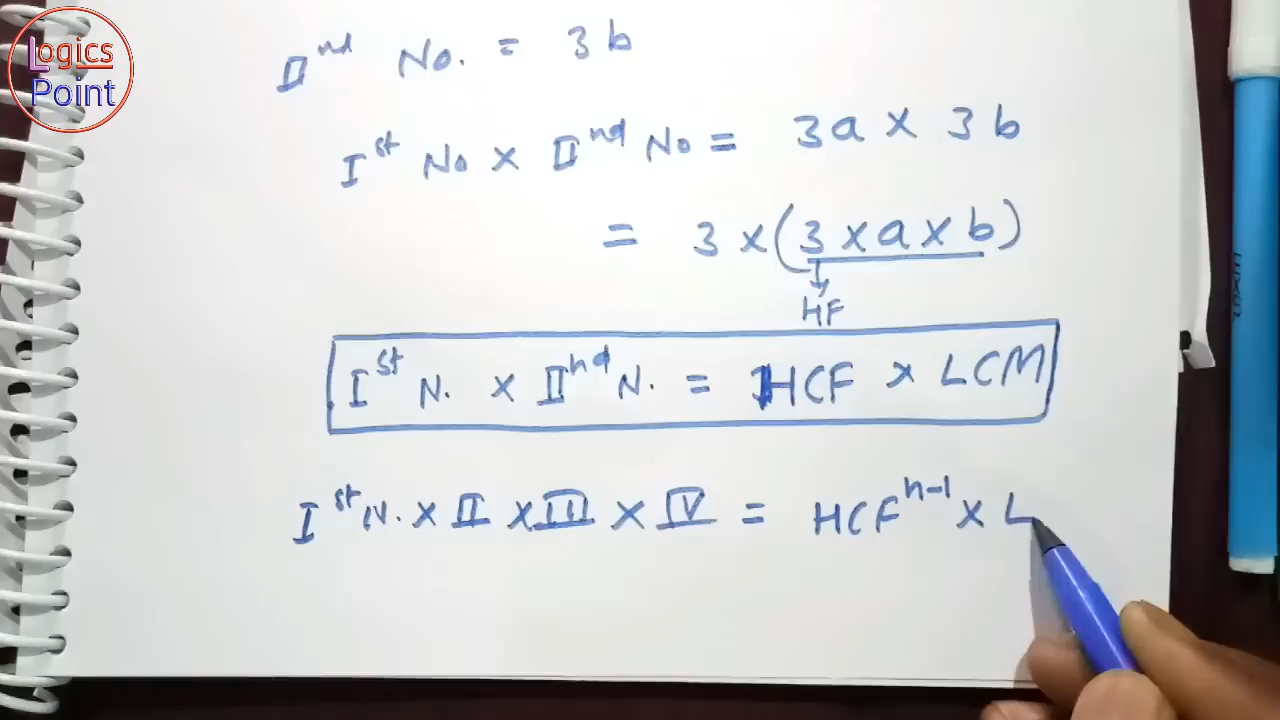 Logics
Point
IInd No. = 3b
Ist No × IInd No = 3a × 3b
= 3 × (3 × a × b)
HF
Ist N. × IInd N. = HCF × LCM
Ist N. × II × III × IV = HCF^n-1 × L